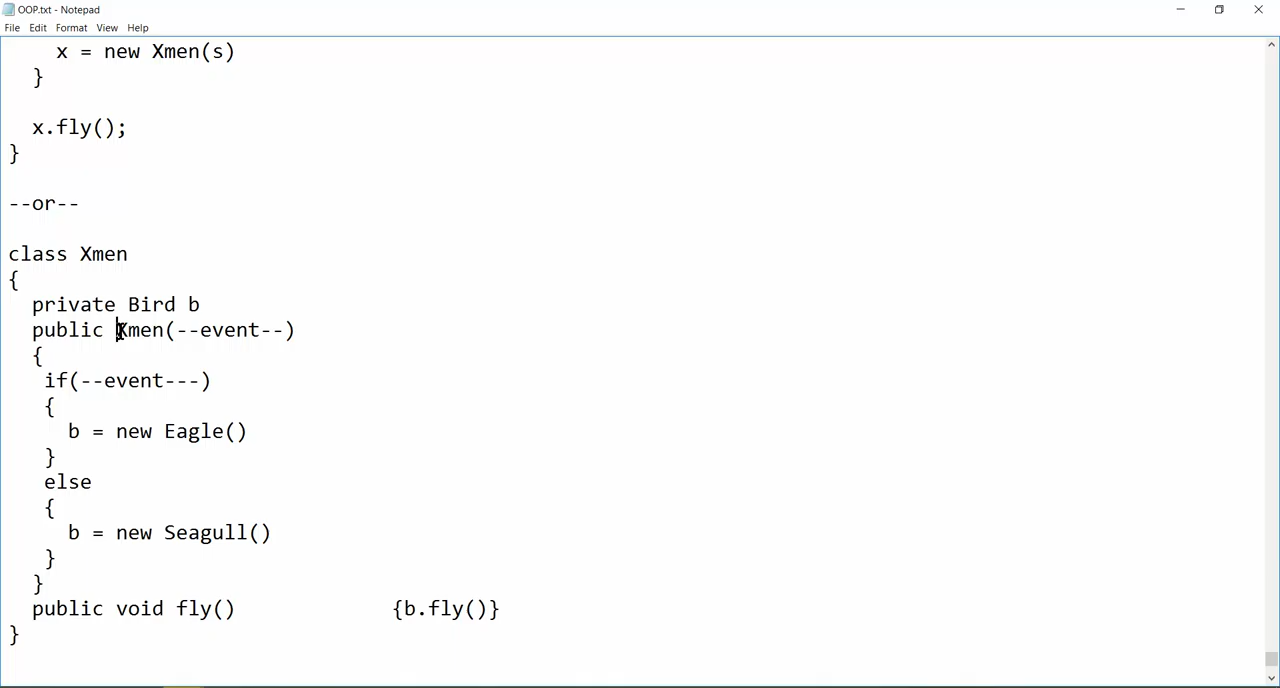 OOP.txt - Notepad
File Edit Format View Help
x = new Xmen(s)
}
x.fly();
}
--or--
class Xmen
{
private Bird b
public Xmen(--event--)
{
if(--event---)
{
b = new Eagle()
}
else
{
b = new Seagull()
}
}
public void fly() {b.fly()}
}